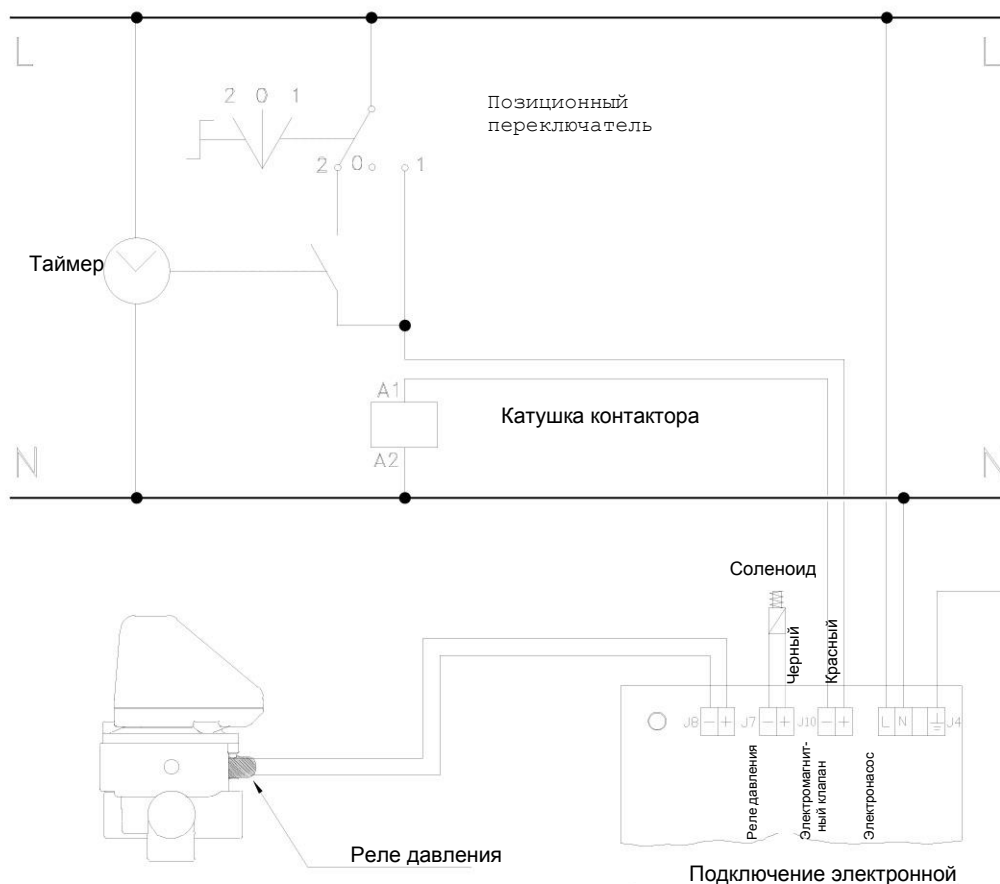 L
L
2 0 1
Позиционный
переключатель
2 0 1
Таймер
A1
Катушка контактора
A2
N
N
Соленоид
Черный
Красный
J8 - + J7 - + J10 - + L N J4
Реле давления
Электромагнит-
ный клапан
Электронасос
Реле давления
Подключение электронной